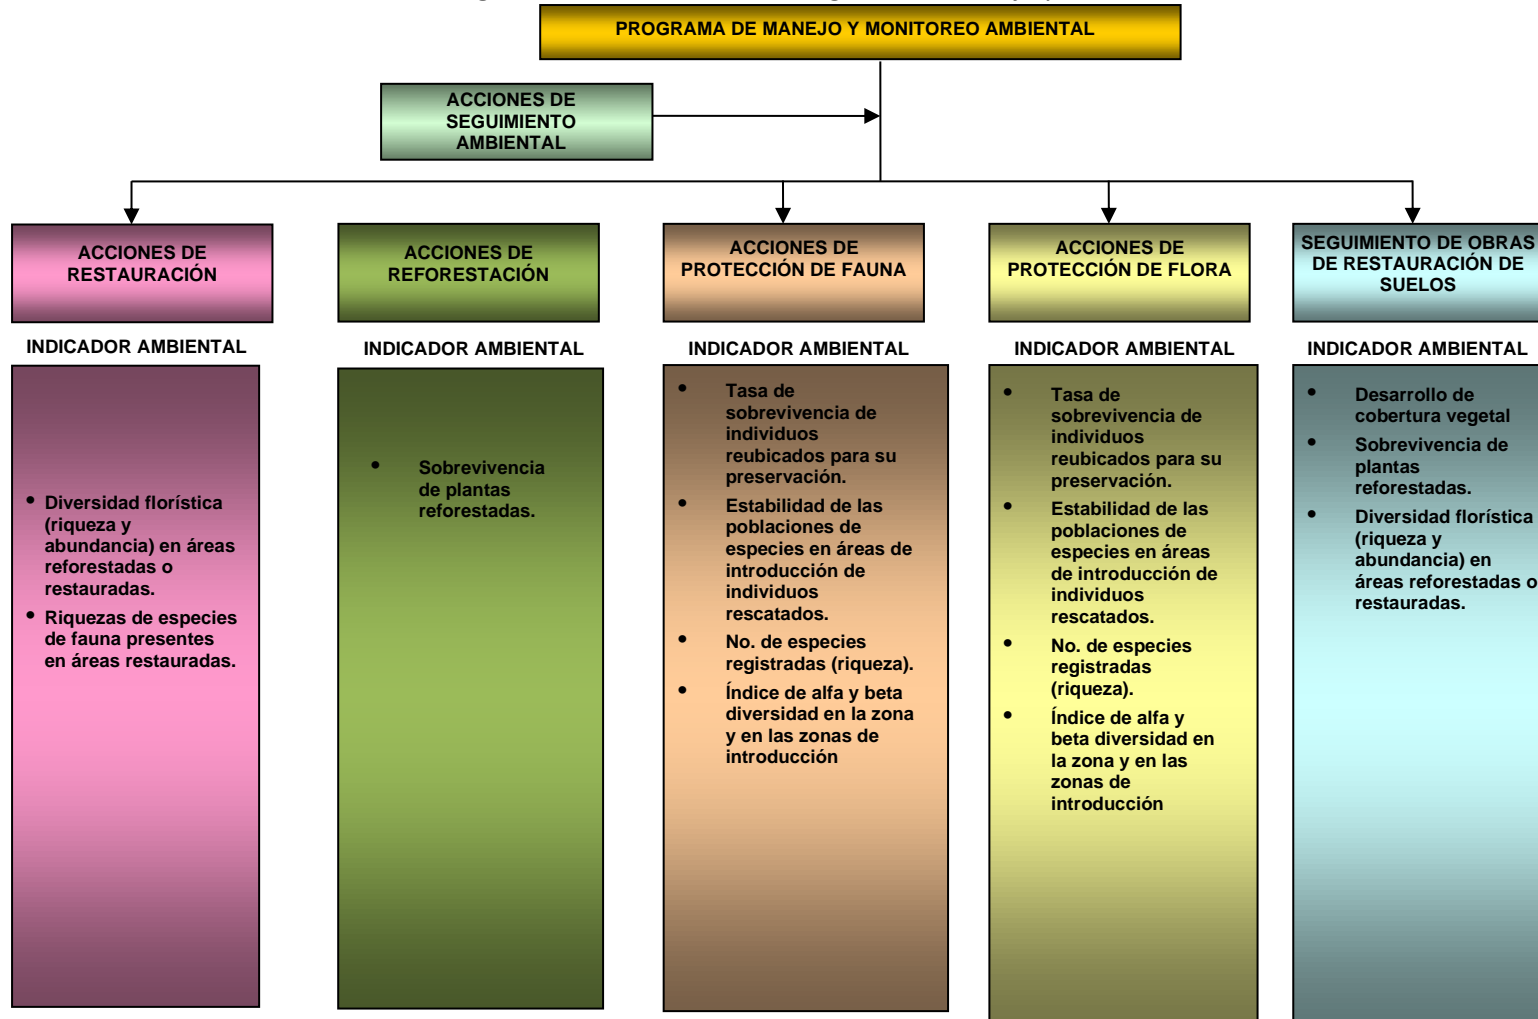 PROGRAMA DE MANEJO Y MONITOREO AMBIENTAL
ACCIONES DE
SEGUIMIENTO
AMBIENTAL
ACCIONES DE
RESTAURACIÓN
ACCIONES DE
REFORESTACIÓN
ACCIONES DE
PROTECCIÓN DE FAUNA
ACCIONES DE
PROTECCIÓN DE FLORA
SEGUIMIENTO DE OBRAS
DE RESTAURACIÓN DE
SUELOS
INDICADOR AMBIENTAL
• Diversidad florística
(riqueza y
abundancia) en áreas
reforestadas o
restauradas.
• Riquezas de especies
de fauna presentes
en áreas restauradas.
INDICADOR AMBIENTAL
• Sobrevivencia
de plantas
reforestadas.
INDICADOR AMBIENTAL
• Tasa de
sobrevivencia de
individuos
reubicados para su
preservación.
• Estabilidad de las
poblaciones de
especies en áreas de
introducción de
individuos
rescatados.
• No. de especies
registradas (riqueza).
• Índice de alfa y beta
diversidad en la zona
y en las zonas de
introducción
INDICADOR AMBIENTAL
• Tasa de
sobrevivencia de
individuos
reubicados para su
preservación.
• Estabilidad de las
poblaciones de
especies en áreas
de introducción de
individuos
rescatados.
• No. de especies
registradas
(riqueza).
• Índice de alfa y
beta diversidad en
la zona y en las
zonas de
introducción
INDICADOR AMBIENTAL
• Desarrollo de
cobertura vegetal
• Sobrevivencia de
plantas
reforestadas.
• Diversidad florística
(riqueza y
abundancia) en
áreas reforestadas o
restauradas.